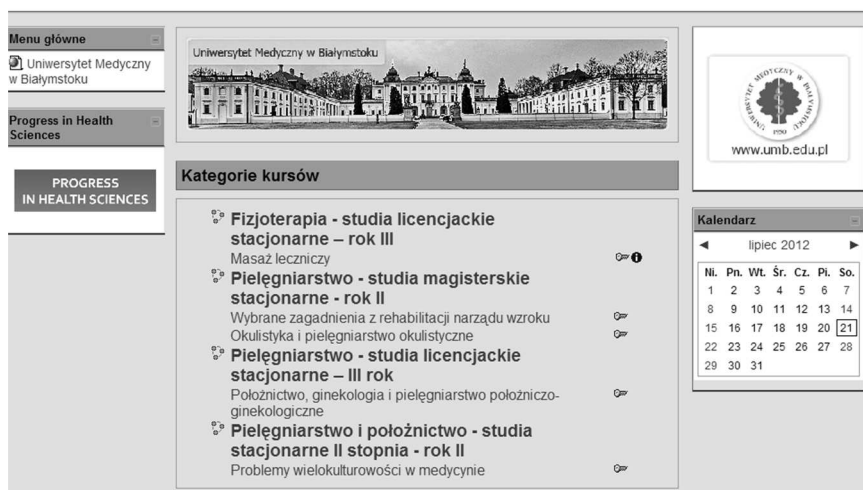 Menu główne
Uniwersytet Medyczny
w Białymstoku
Progress in Health
Sciences
PROGRESS
IN HEALTH SCIENCES
Uniwersytet Medyczny w Białymstoku
Kategorie kursów
Fizjoterapia - studia licencjackie
stacjonarne – rok III
Masaż leczniczy
Pielęgniarstwo - studia magisterskie
stacjonarne - rok II
Wybrane zagadnienia z rehabilitacji narządu wzroku
Okulistyka i pielęgniarstwo okulistyczne
Pielęgniarstwo - studia licencjackie
stacjonarne – III rok
Położnictwo, ginekologia i pielęgniarstwo położniczo-
ginekologiczne
Pielęgniarstwo i położnictwo - studia
stacjonarne II stopnia - rok II
Problemy wielokulturowości w medycynie
UNIWERSYTET MEDYCZNY W BIAŁYMSTOKU
1950
www.umb.edu.pl
Kalendarz
◄ lipiec 2012 ►
Ni. Pn. Wt. Śr. Cz. Pi. So.
1 2 3 4 5 6 7
8 9 10 11 12 13 14
15 16 17 18 19 20 21
22 23 24 25 26 27 28
29 30 31